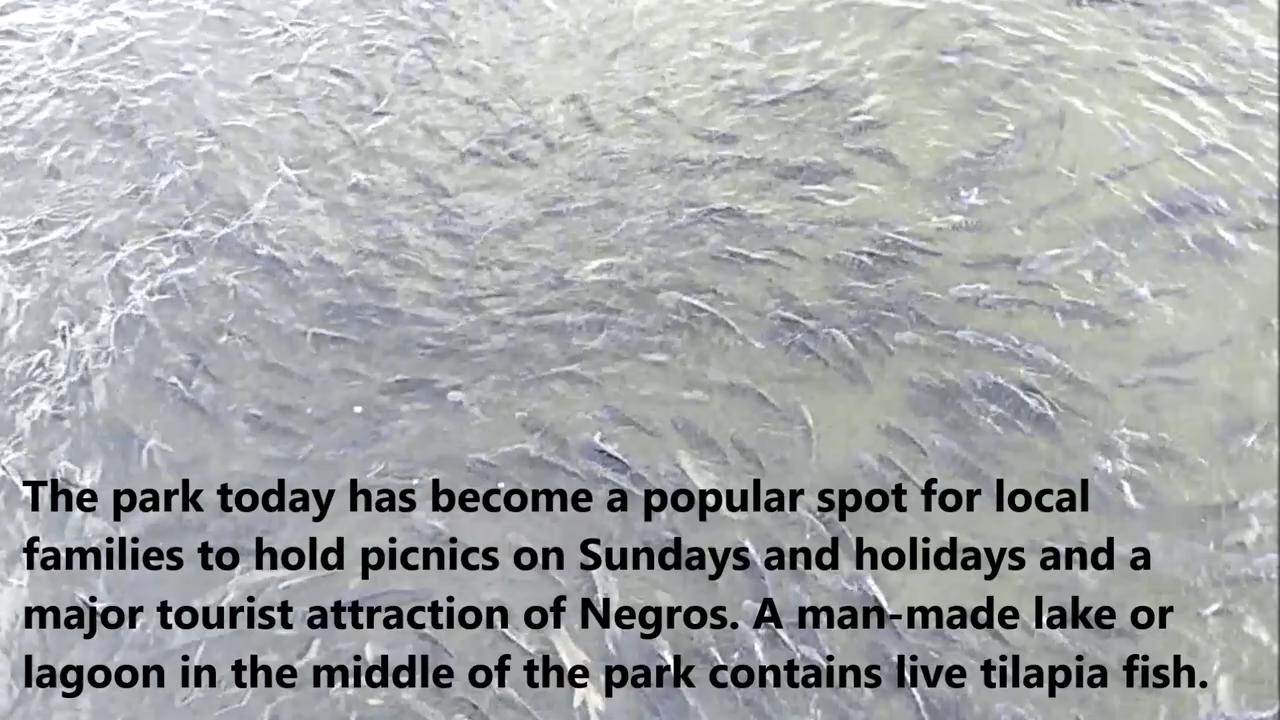 The park today has become a popular spot for local
families to hold picnics on Sundays and holidays and a
major tourist attraction of Negros. A man-made lake or
lagoon in the middle of the park contains live tilapia fish.